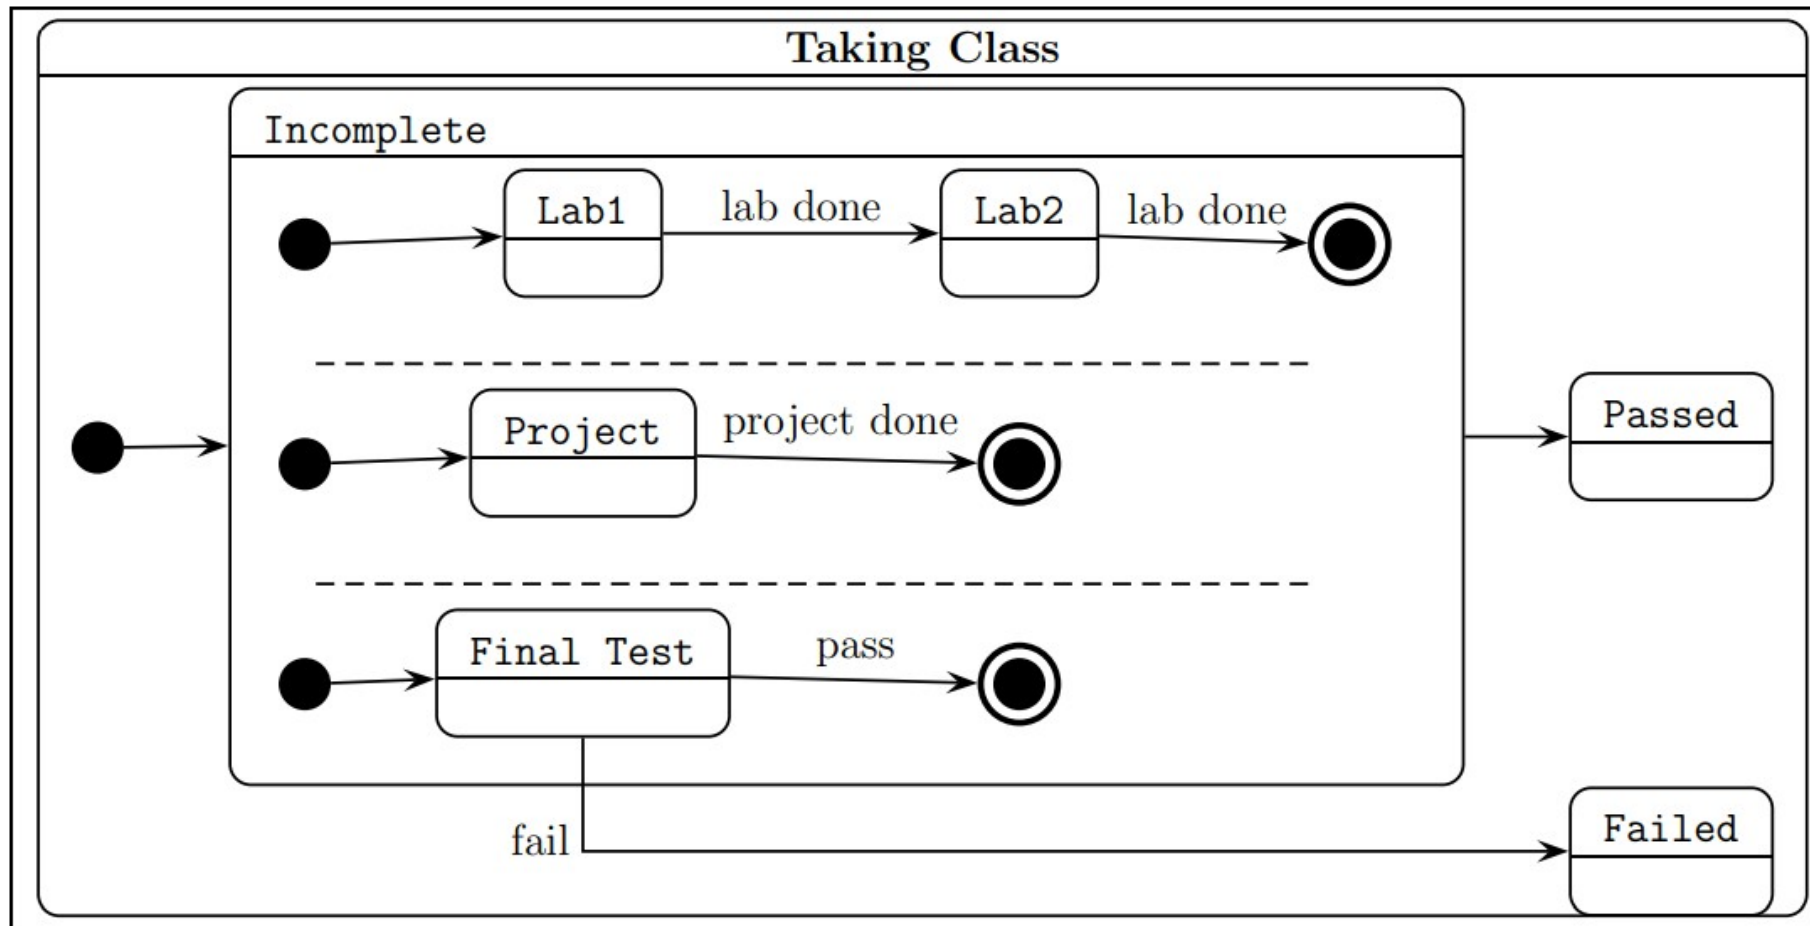 Taking Class
Incomplete
Lab1
lab done
Lab2
lab done
Project
project done
Passed
Final Test
pass
fail
Failed